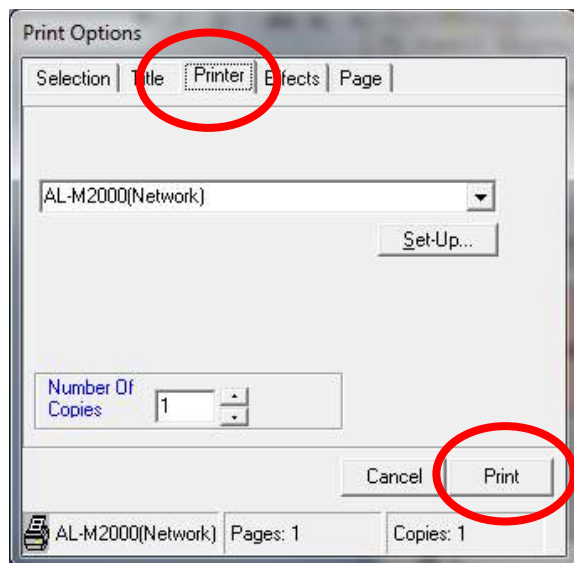 Print Options
Selection Title Printer Effects Page
AL-M2000(Network)
Set-Up...
Number Of
Copies 1
Cancel Print
AL-M2000(Network) Pages: 1 Copies: 1